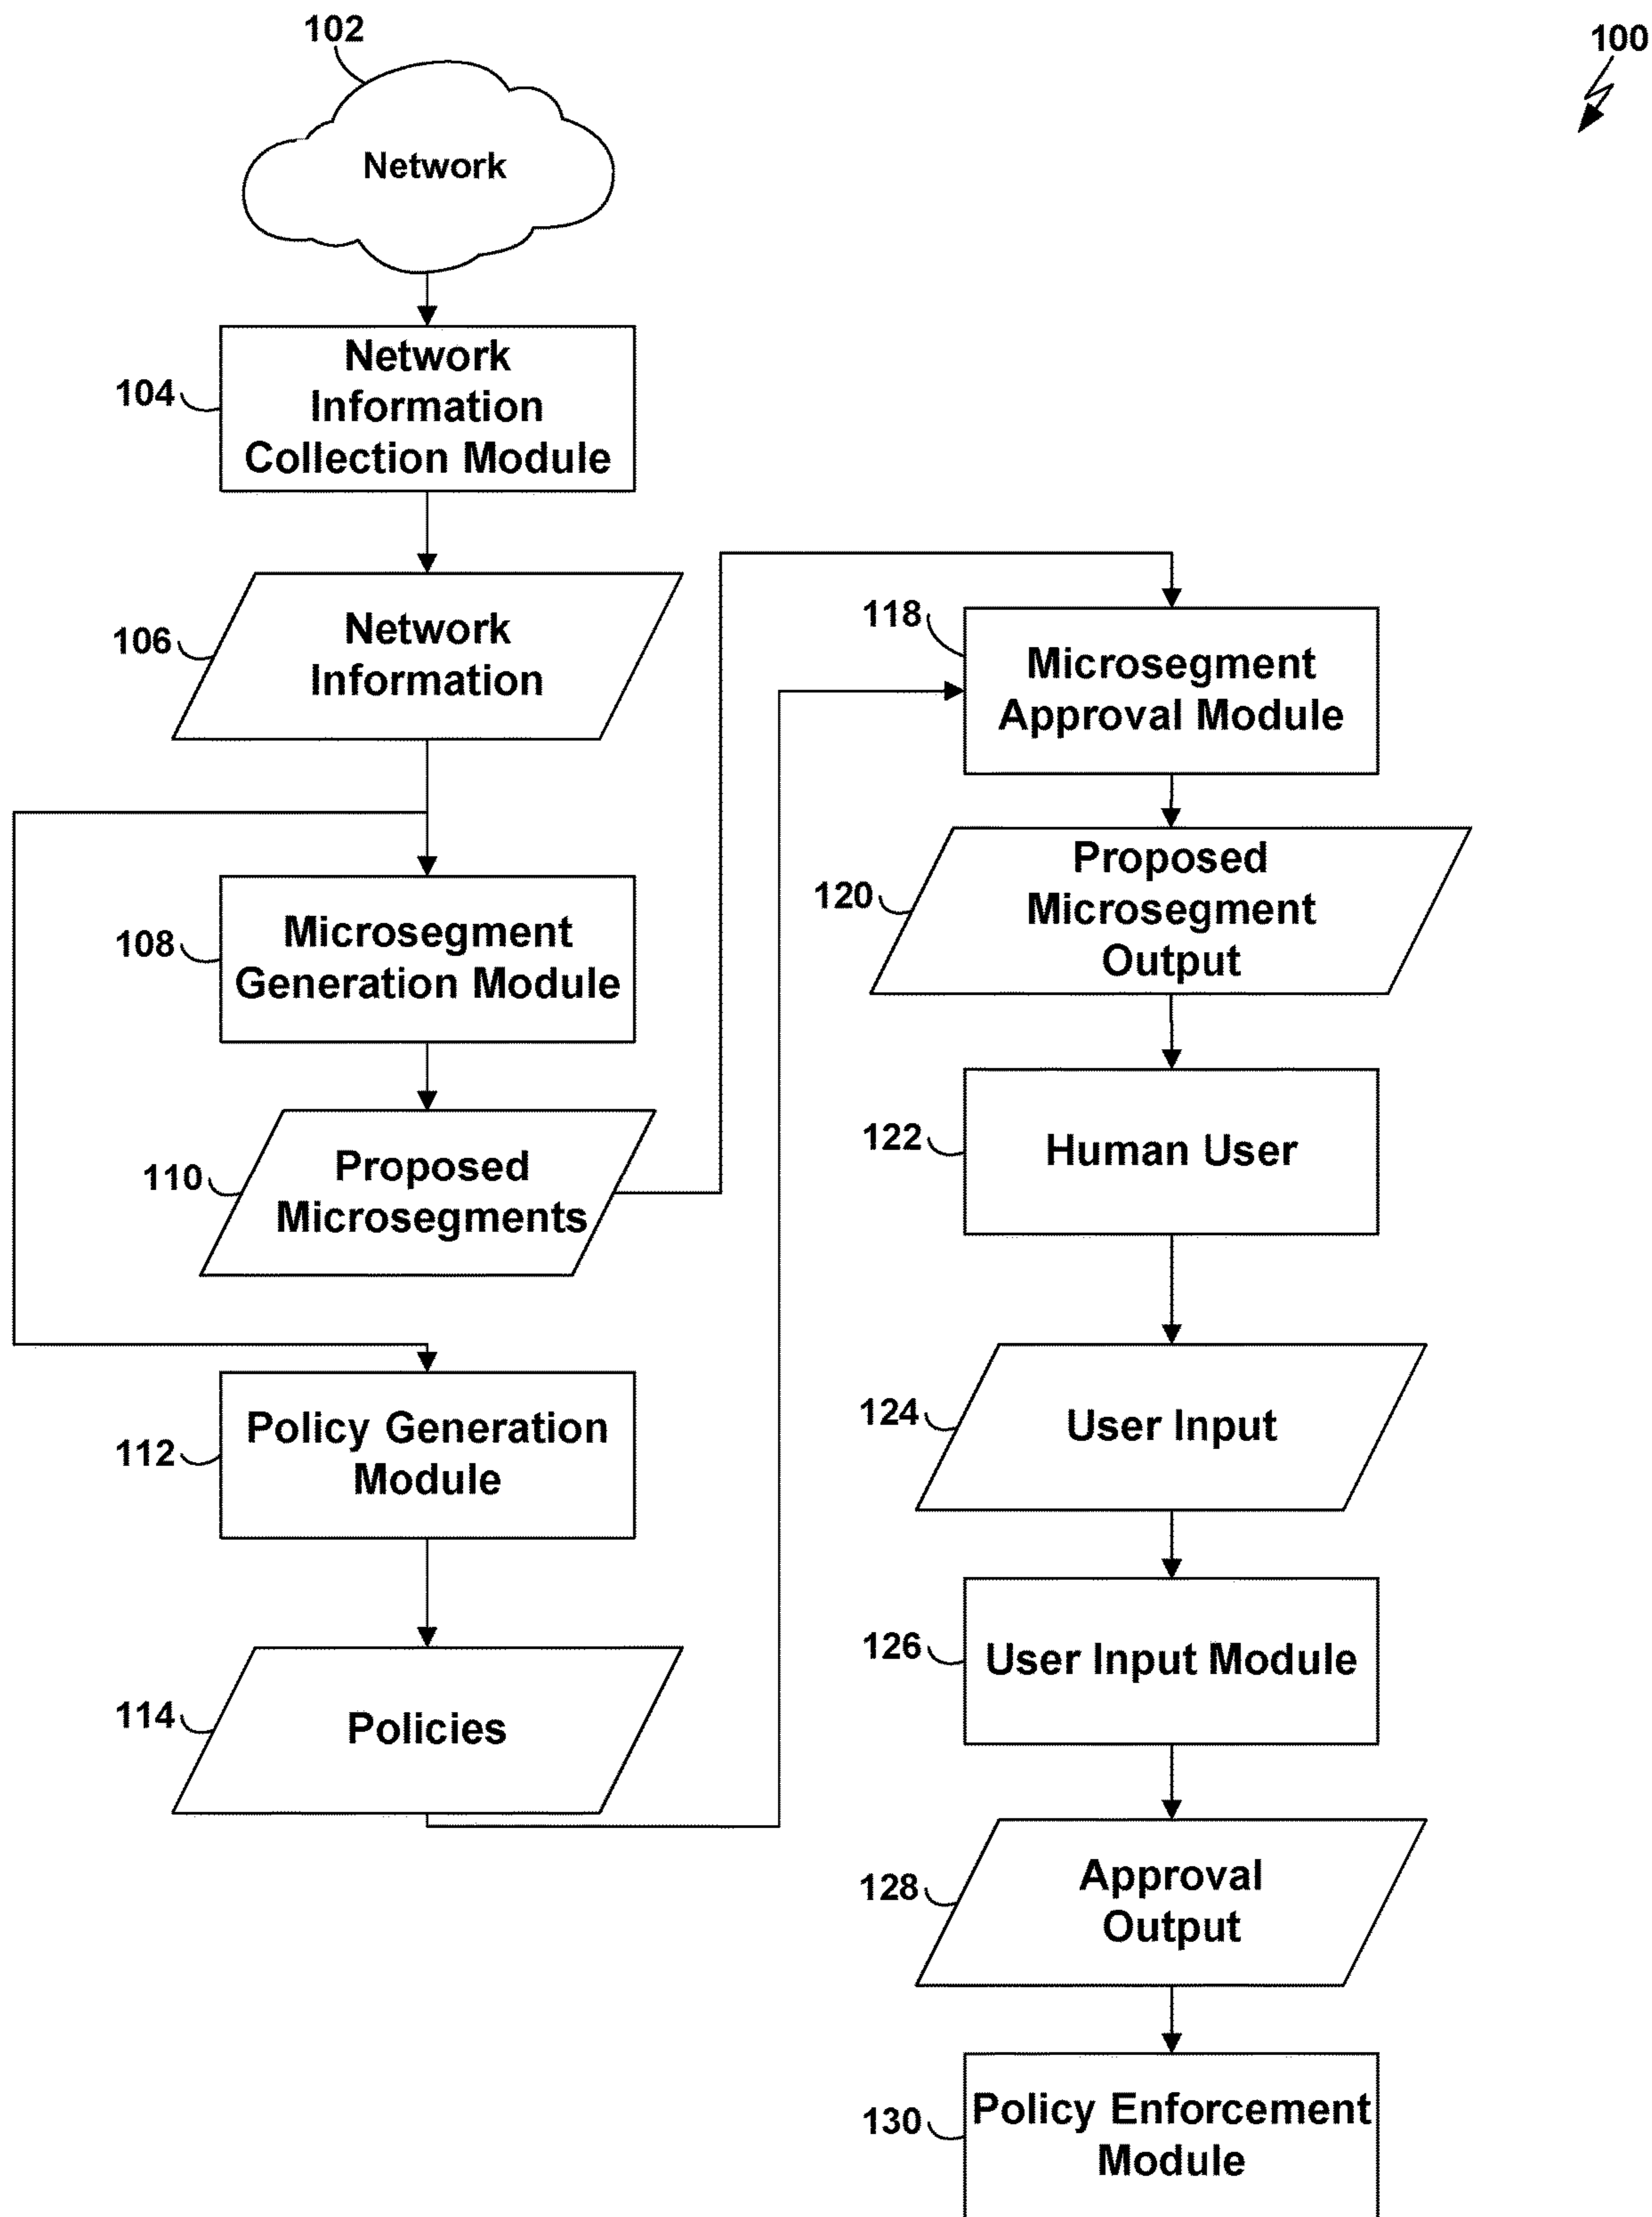 102
100
Network
104
Network
Information
Collection Module
106
Network
Information
108
Microsegment
Generation Module
110
Proposed
Microsegments
112
Policy Generation
Module
114
Policies
118
Microsegment
Approval Module
120
Proposed
Microsegment
Output
122
Human User
124
User Input
126
User Input Module
128
Approval
Output
130
Policy Enforcement
Module